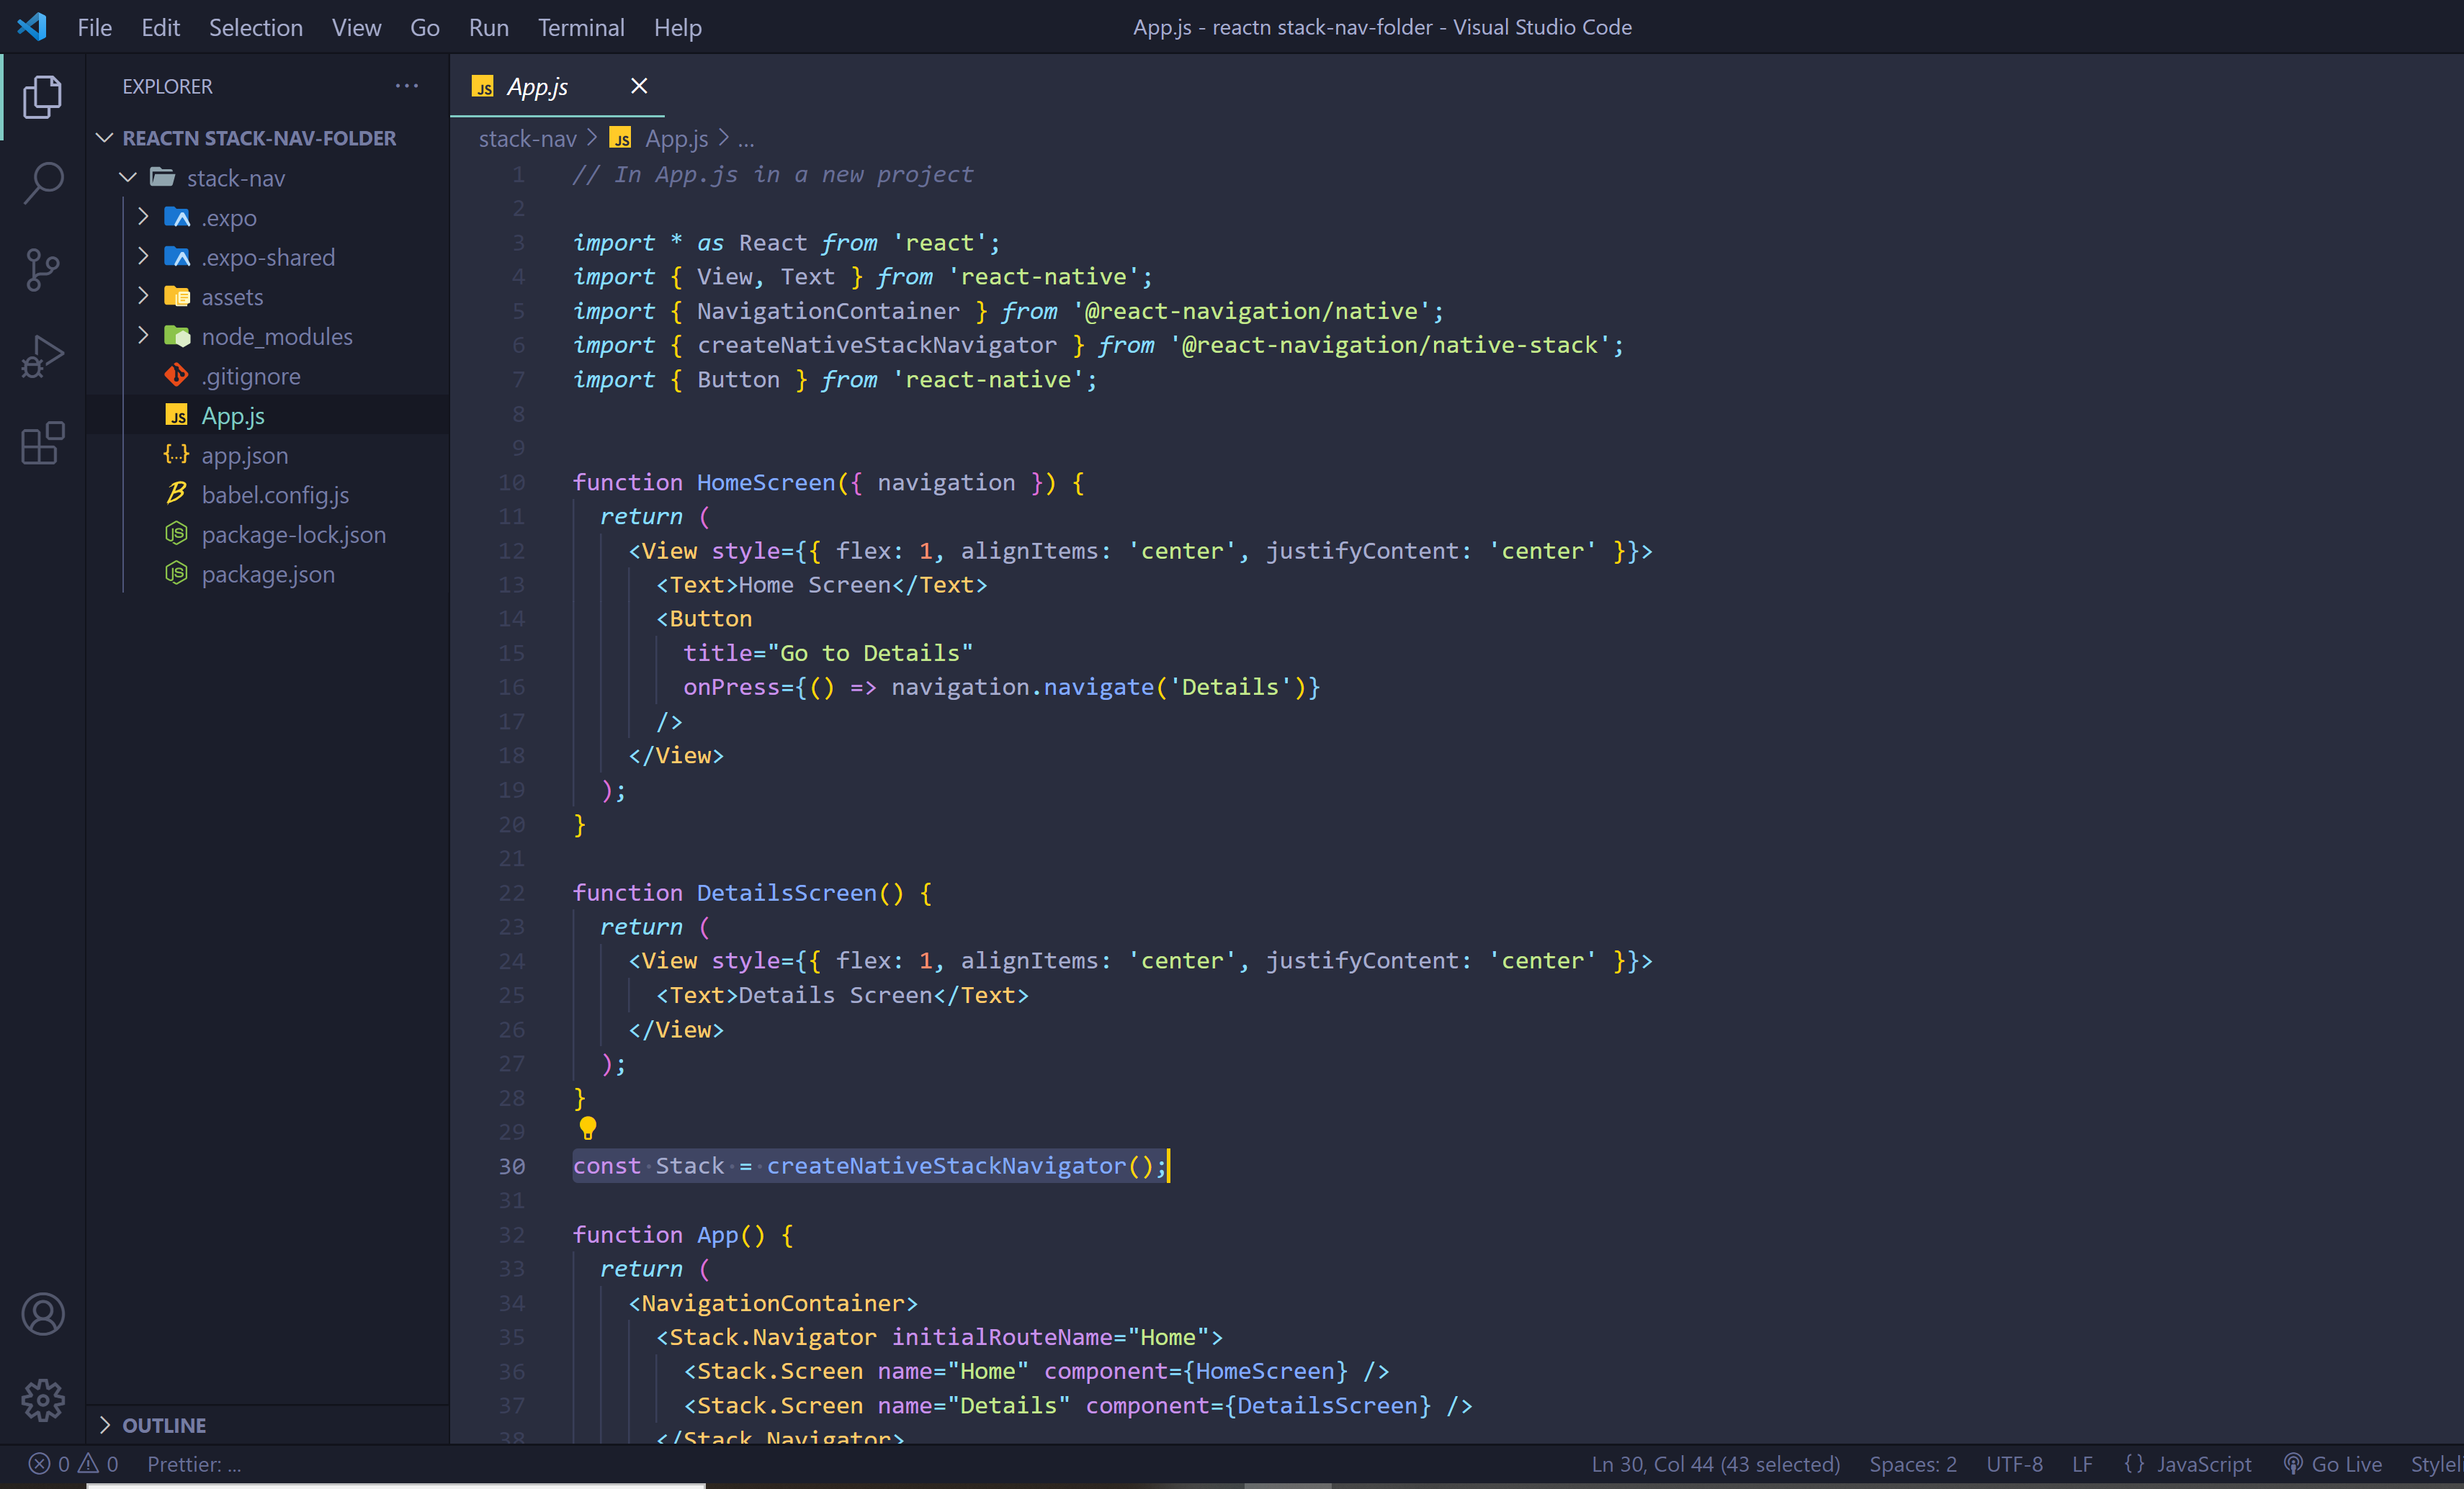 File Edit Selection View Go Run Terminal Help
App.js - reactn stack-nav-folder - Visual Studio Code
EXPLORER
REACTN STACK-NAV-FOLDER
stack-nav
.expo
.expo-shared
assets
node_modules
.gitignore
JS App.js
{...} app.json
babel.config.js
package-lock.json
package.json
OUTLINE
JS App.js
stack-nav > JS App.js > ...
1 // In App.js in a new project
2
3 import * as React from 'react';
4 import { View, Text } from 'react-native';
5 import { NavigationContainer } from '@react-navigation/native';
6 import { createNativeStackNavigator } from '@react-navigation/native-stack';
7 import { Button } from 'react-native';
8
9
10 function HomeScreen({ navigation }) {
11   return (
12     <View style={{ flex: 1, alignItems: 'center', justifyContent: 'center' }}>
13       <Text>Home Screen</Text>
14       <Button
15         title="Go to Details"
16         onPress={() => navigation.navigate('Details')}
17       />
18     </View>
19   );
20 }
21
22 function DetailsScreen() {
23   return (
24     <View style={{ flex: 1, alignItems: 'center', justifyContent: 'center' }}>
25       <Text>Details Screen</Text>
26     </View>
27   );
28 }
29
30 const Stack = createNativeStackNavigator();
31
32 function App() {
33   return (
34     <NavigationContainer>
35       <Stack.Navigator initialRouteName="Home">
36         <Stack.Screen name="Home" component={HomeScreen} />
37         <Stack.Screen name="Details" component={DetailsScreen} />
38       </Stack.Navigator>
0 0 Prettier: ...
Ln 30, Col 44 (43 selected) Spaces: 2 UTF-8 LF {} JavaScript Go Live Styleli